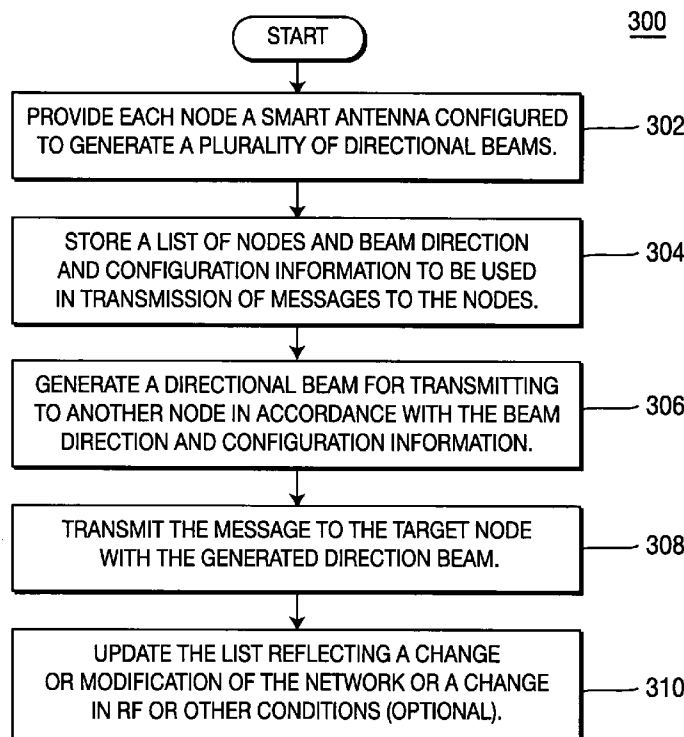 START
300
PROVIDE EACH NODE A SMART ANTENNA CONFIGURED
TO GENERATE A PLURALITY OF DIRECTIONAL BEAMS.
302
STORE A LIST OF NODES AND BEAM DIRECTION
AND CONFIGURATION INFORMATION TO BE USED
IN TRANSMISSION OF MESSAGES TO THE NODES.
304
GENERATE A DIRECTIONAL BEAM FOR TRANSMITTING
TO ANOTHER NODE IN ACCORDANCE WITH THE BEAM
DIRECTION AND CONFIGURATION INFORMATION.
306
TRANSMIT THE MESSAGE TO THE TARGET NODE
WITH THE GENERATED DIRECTION BEAM.
308
UPDATE THE LIST REFLECTING A CHANGE
OR MODIFICATION OF THE NETWORK OR A CHANGE
IN RF OR OTHER CONDITIONS (OPTIONAL).
310